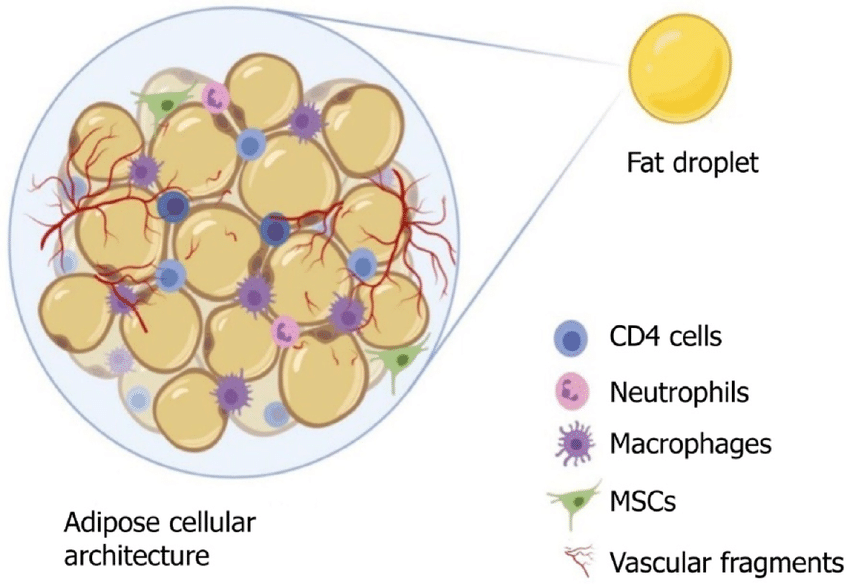 Fat droplet
CD4 cells
Neutrophils
Macrophages
MSCs
Vascular fragments
Adipose cellular
architecture